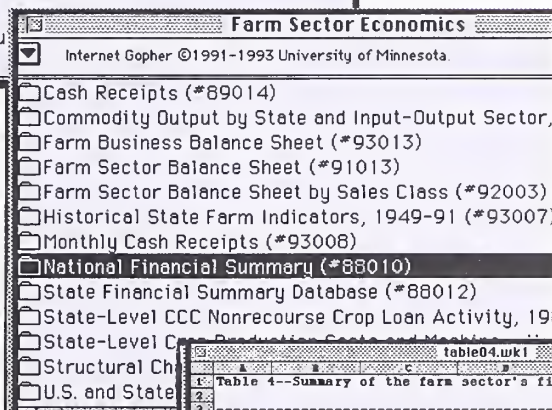 Farm Sector Economics
Internet Gopher ©1991-1993 University of Minnesota.
Cash Receipts (#89014)
Commodity Output by State and Input-Output Sector,
Farm Business Balance Sheet (#93013)
Farm Sector Balance Sheet (#91013)
Farm Sector Balance Sheet by Sales Class (#92003)
Historical State Farm Indicators, 1949-91 (#93007)
Monthly Cash Receipts (#93008)
National Financial Summary (#88010)
State Financial Summary Database (#88012)
State-Level CCC Nonrecourse Crop Loan Activity, 19
State-Level
Structural Ch
U.S. and State
table04.wk1
A B C D
1 Table 4--Summary of the farm sector's fi
2
3